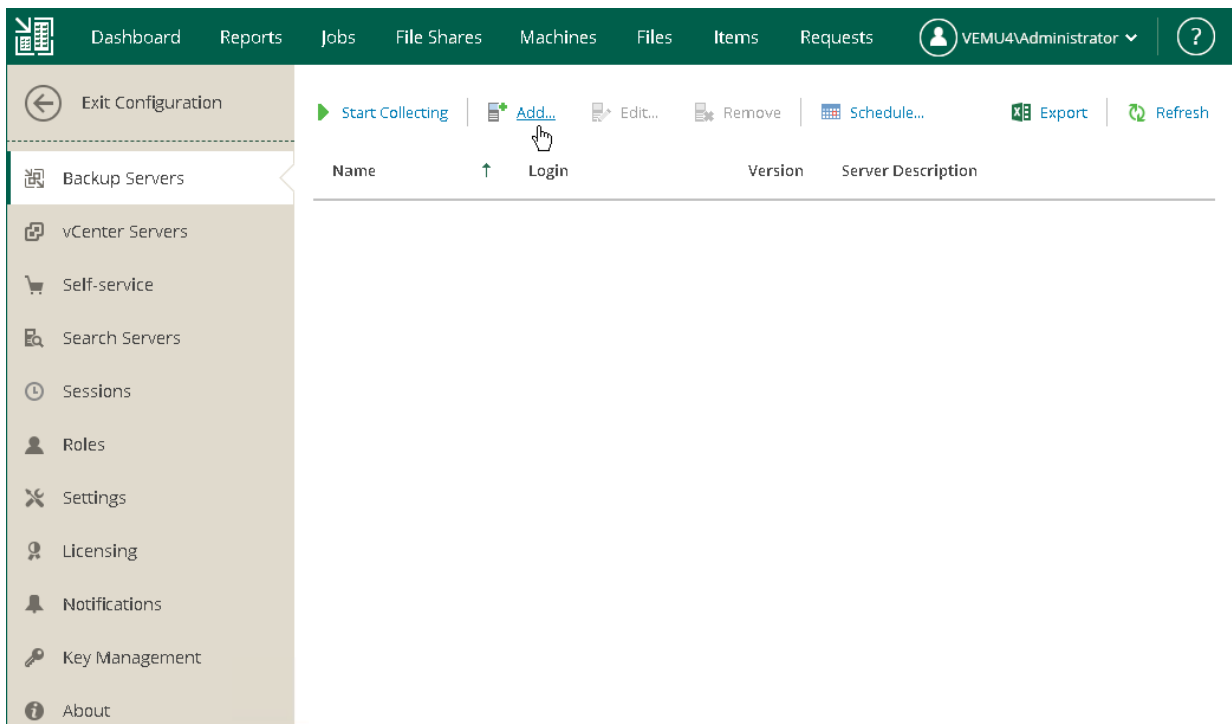 Dashboard Reports Jobs File Shares Machines Files Items Requests VEMU4\Administrator ?
Exit Configuration
Start Collecting Add... Edit... Remove Schedule... Export Refresh
Name ↑ Login Version Server Description
Backup Servers
vCenter Servers
Self-service
Search Servers
Sessions
Roles
Settings
Licensing
Notifications
Key Management
About